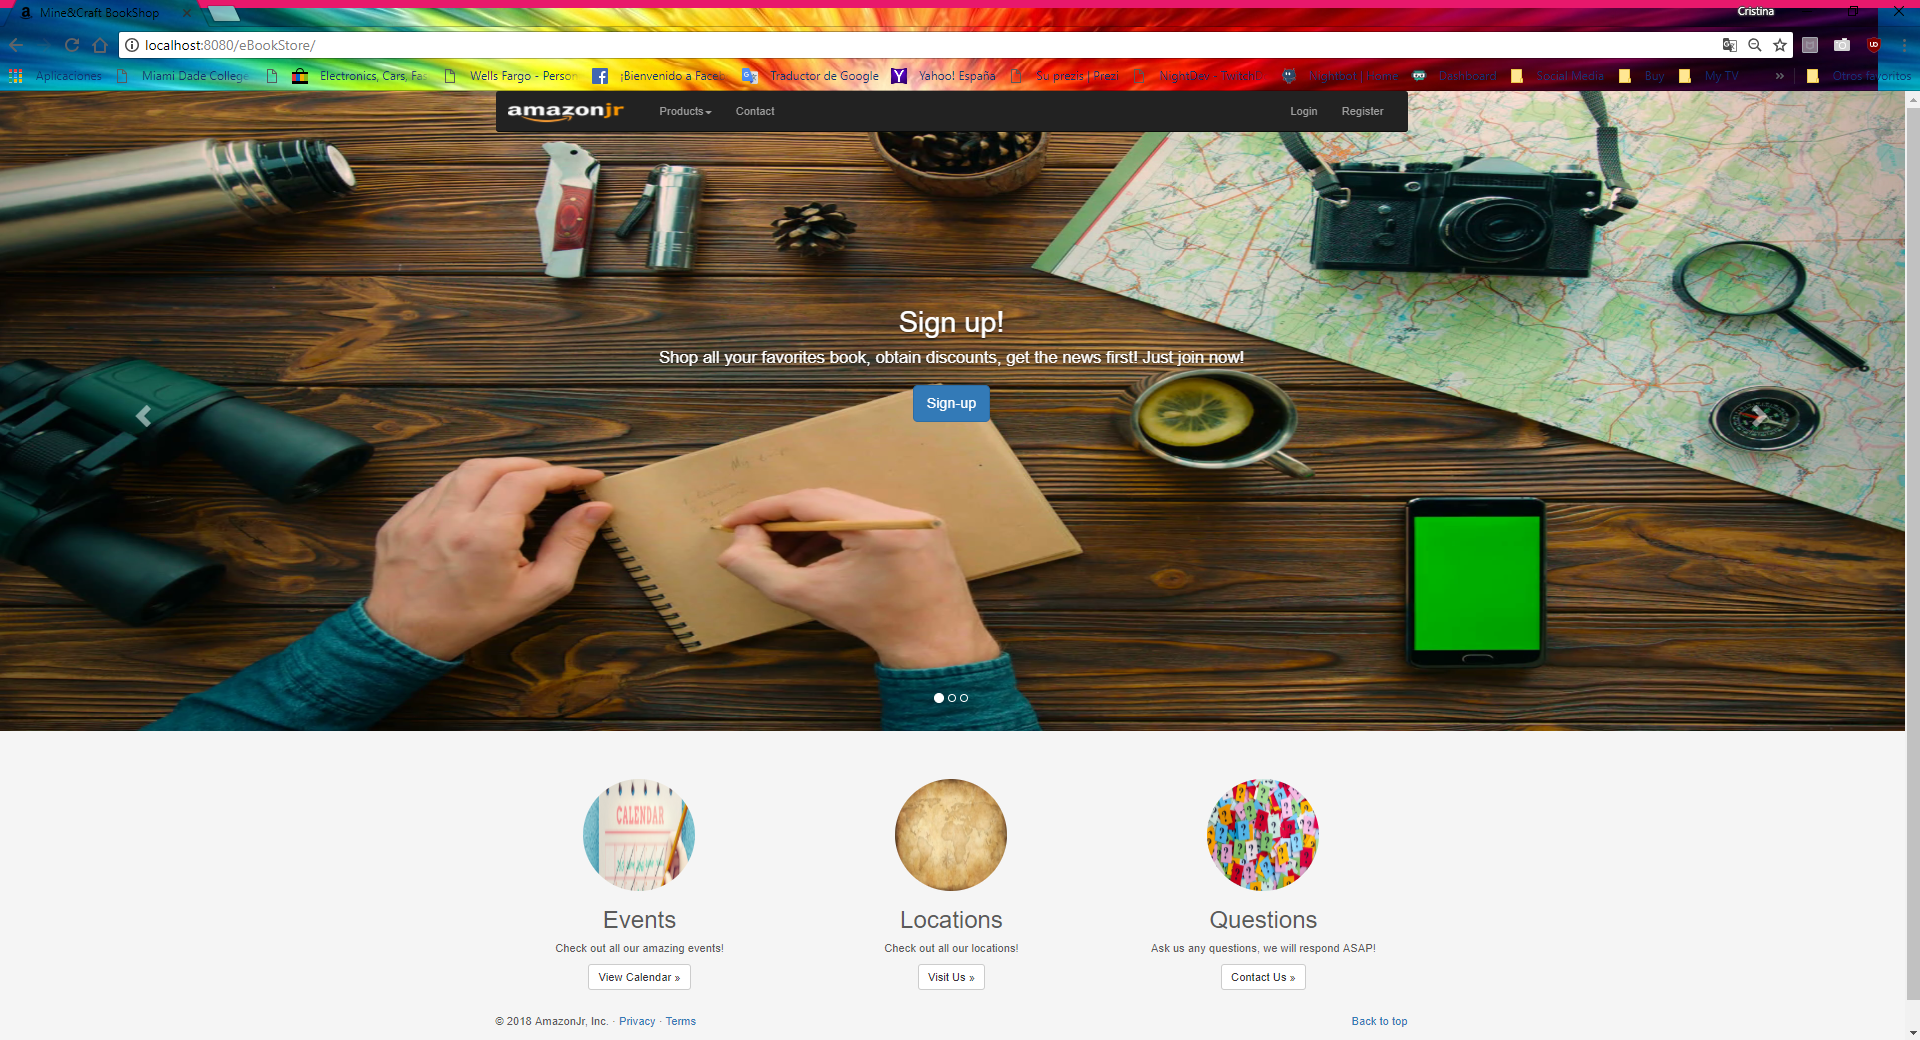 Mine&Craft BookShop
Cristina
localhost:8080/eBookStore/
Aplicaciones Miami Dade College Electronics, Cars, Fas Wells Fargo - Person ¡Bienvenido a Faceb Traductor de Google Yahoo! España Su prezis | Prezi NightDev - TwitchD Nightbot | Home Dashboard Social Media Buy My TV » Otros favoritos
amazonjr Products Contact Login Register
Sign up!
Shop all your favorites book, obtain discounts, get the news first! Just join now!
Sign-up
CALENDAR
Events Locations Questions
Check out all our amazing events! Check out all our locations! Ask us any questions, we will respond ASAP!
View Calendar » Visit Us » Contact Us »
© 2018 AmazonJr, Inc. · Privacy · Terms Back to top